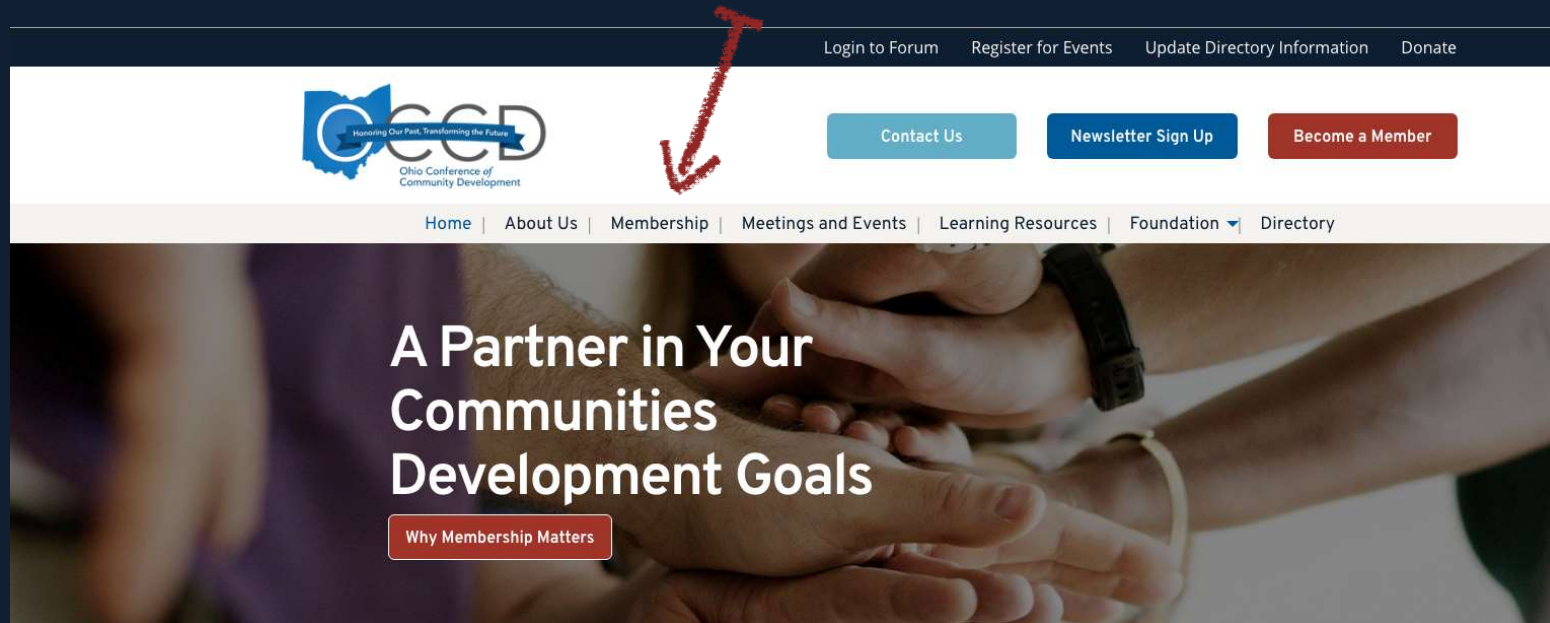 Login to Forum Register for Events Update Directory Information Donate
OCCD
Honoring Our Past, Transforming the Future
Ohio Conference of
Community Development
Contact Us Newsletter Sign Up Become a Member
Home | About Us | Membership | Meetings and Events | Learning Resources | Foundation | Directory
A Partner in Your
Communities
Development Goals
Why Membership Matters